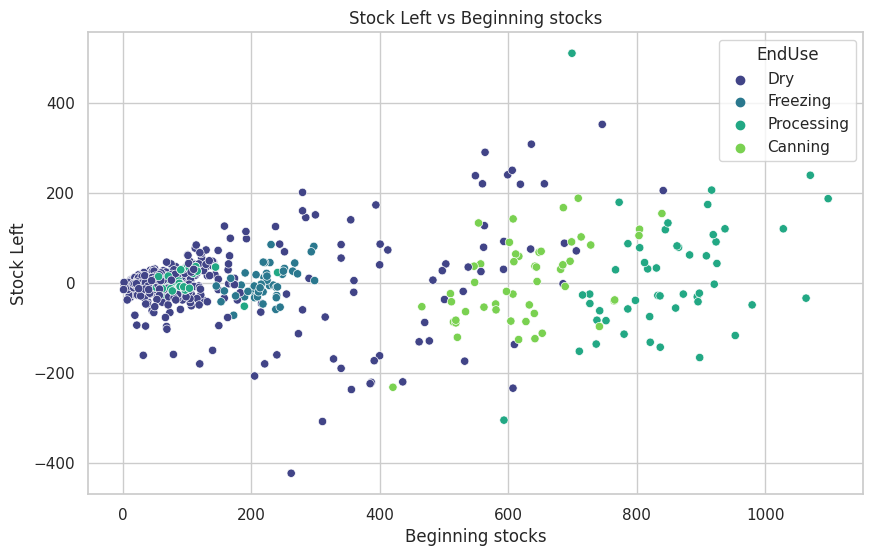 Stock Left vs Beginning stocks
EndUse
Dry
Freezing
Processing
Canning
Stock Left
400
200
0
−200
−400
0 200 400 600 800 1000
Beginning stocks